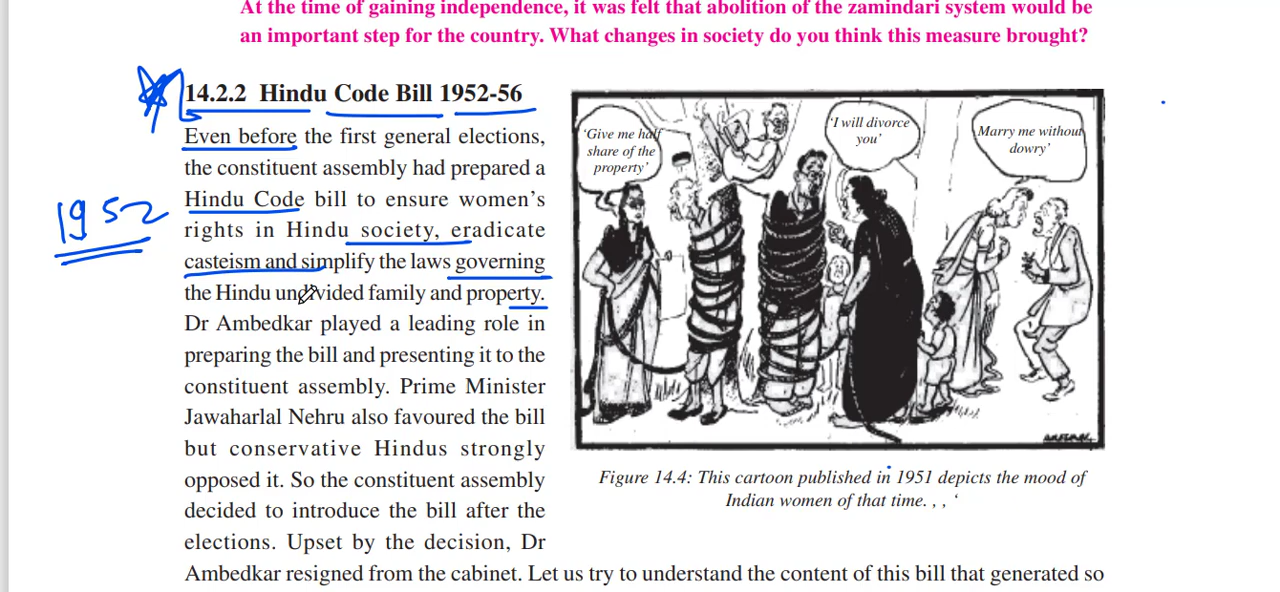 At the time of gaining independence, it was felt that abolition of the zamindari system would be
an important step for the country. What changes in society do you think this measure brought?
14.2.2 Hindu Code Bill 1952-56
Even before the first general elections,
the constituent assembly had prepared a
Hindu Code bill to ensure women's
rights in Hindu society, eradicate
casteism and simplify the laws governing
the Hindu undivided family and property.
Dr Ambedkar played a leading role in
preparing the bill and presenting it to the
constituent assembly. Prime Minister
Jawaharlal Nehru also favoured the bill
but conservative Hindus strongly
opposed it. So the constituent assembly
decided to introduce the bill after the
elections. Upset by the decision, Dr
Ambedkar resigned from the cabinet. Let us try to understand the content of this bill that generated so
1952
'Give me half
share of the
property'
'I will divorce
you'
'Marry me without
dowry'
Figure 14.4: This cartoon published in 1951 depicts the mood of
Indian women of that time. , , '